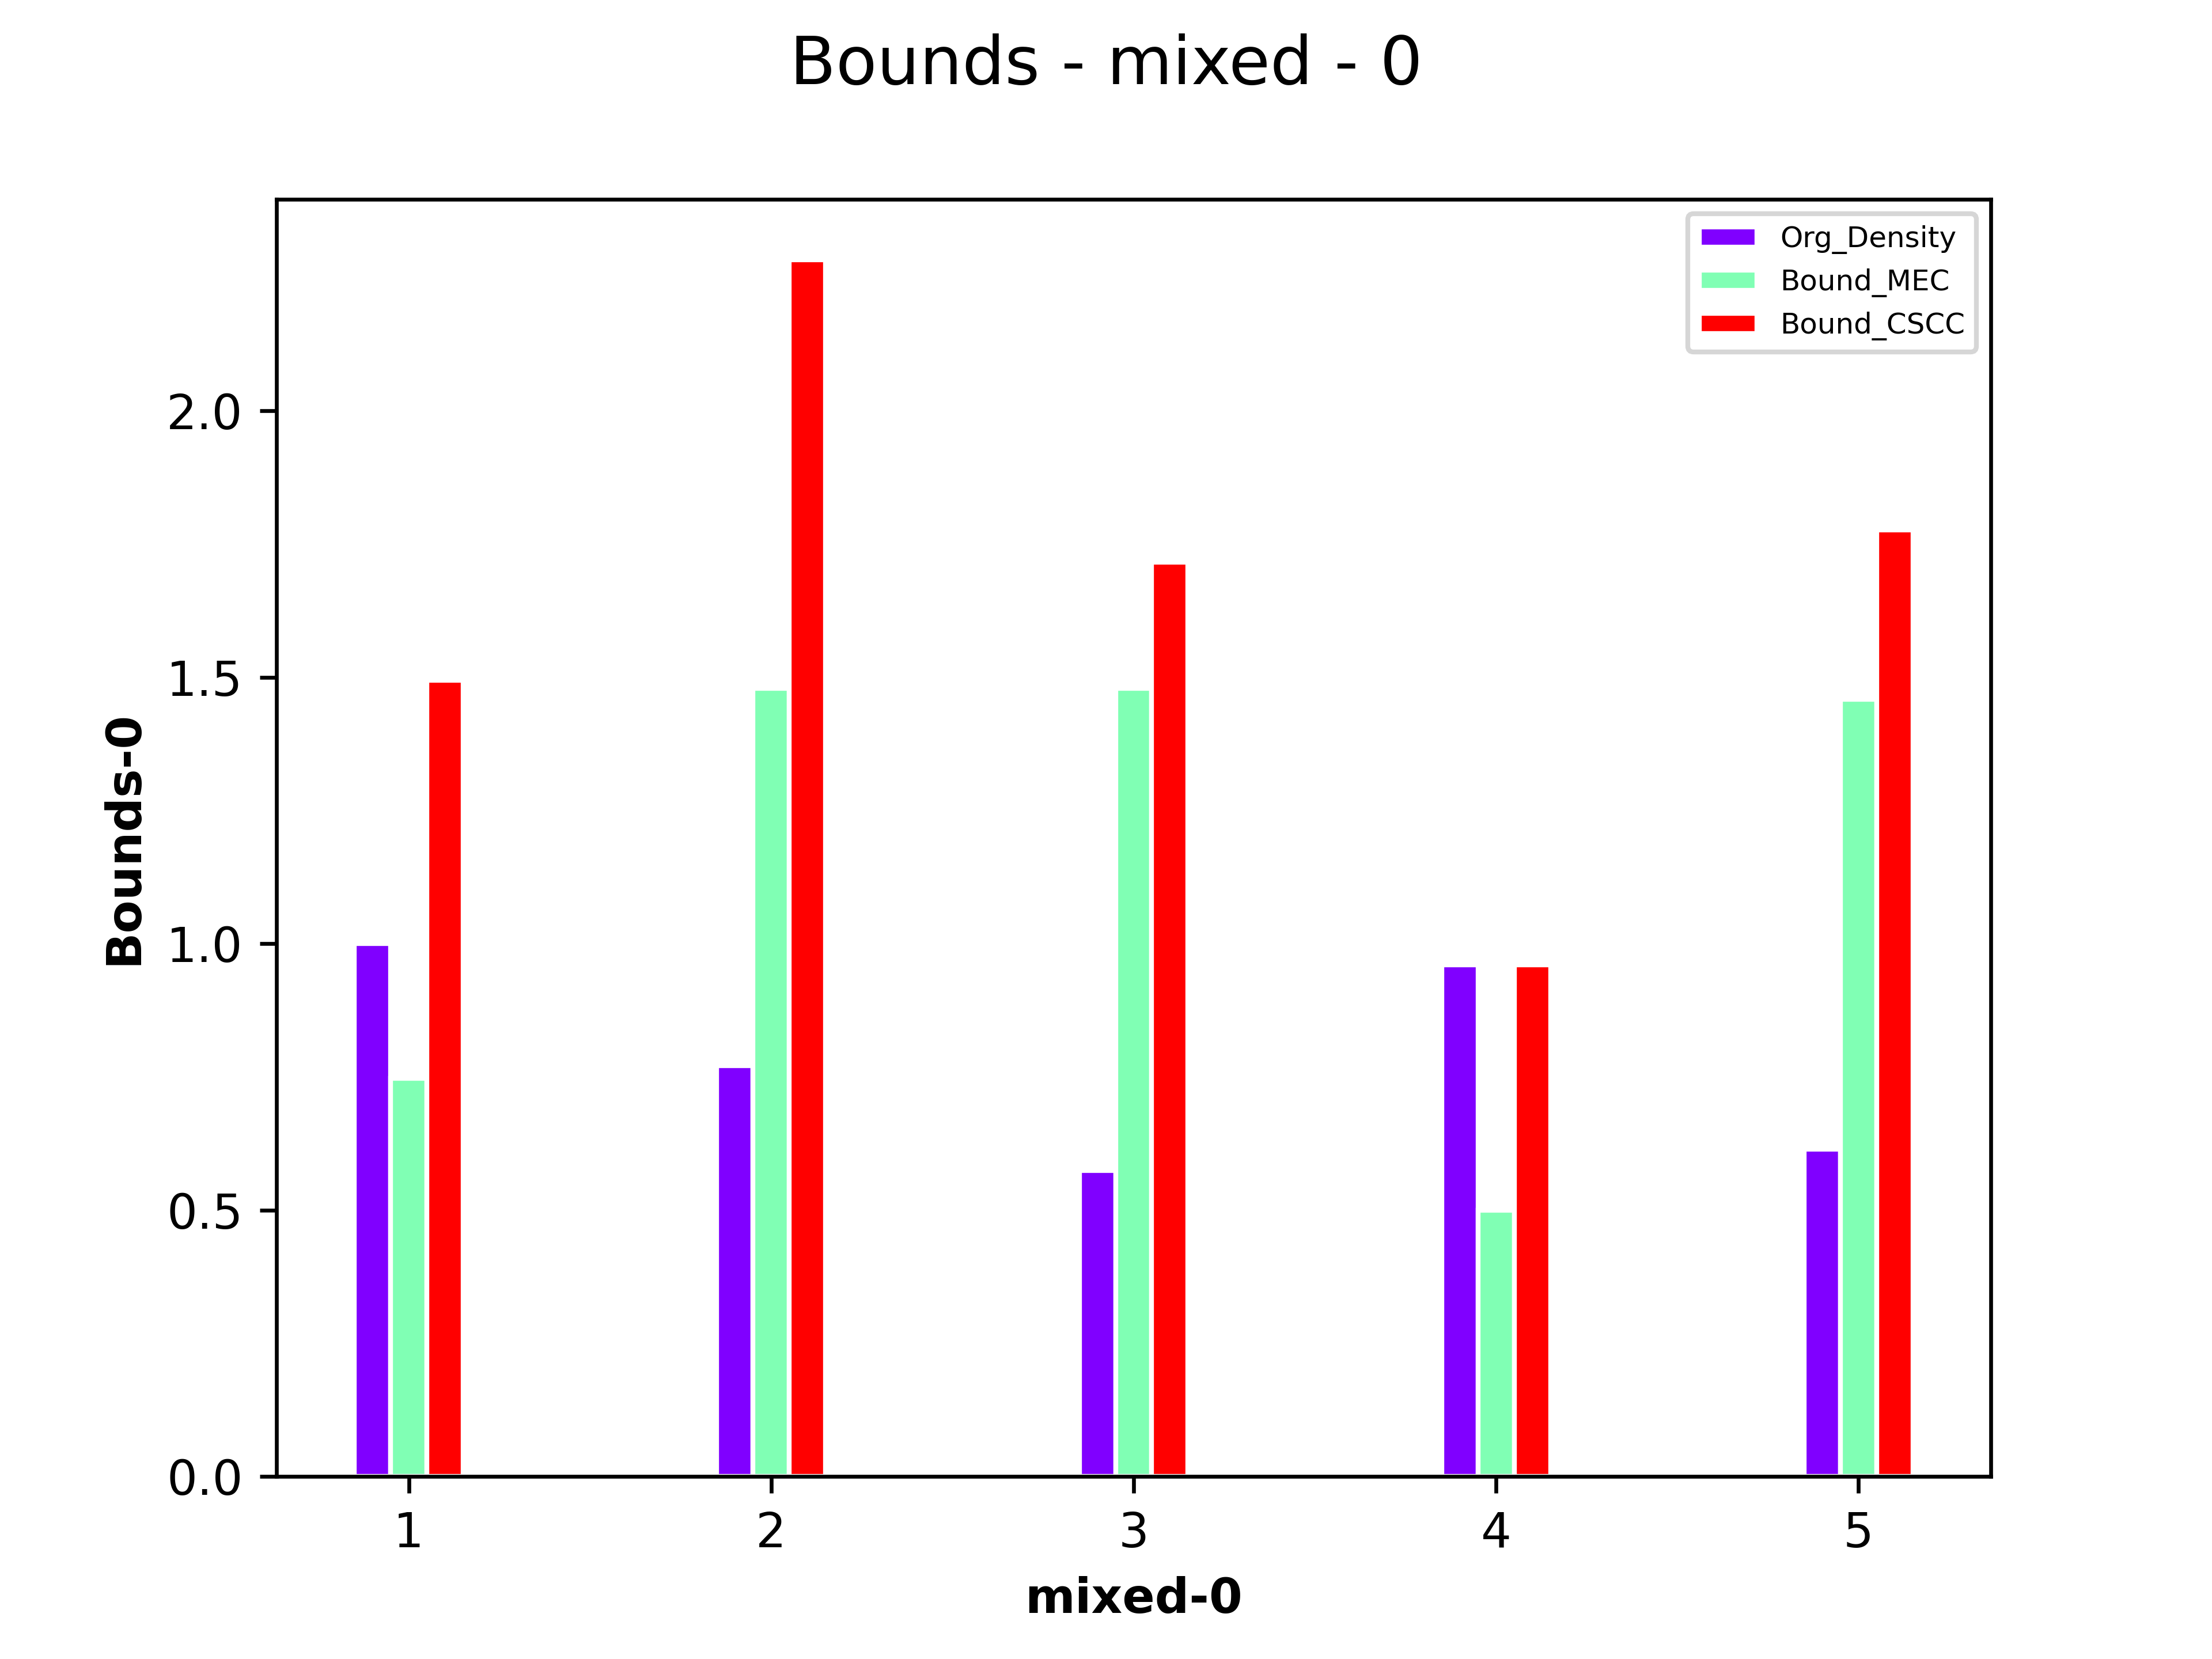 Bounds - mixed - 0
Org_Density
Bound_MEC
Bound_CSCC
2.0
1.5
1.0
0.5
0.0
Bounds-0
1 2 3 4 5
mixed-0